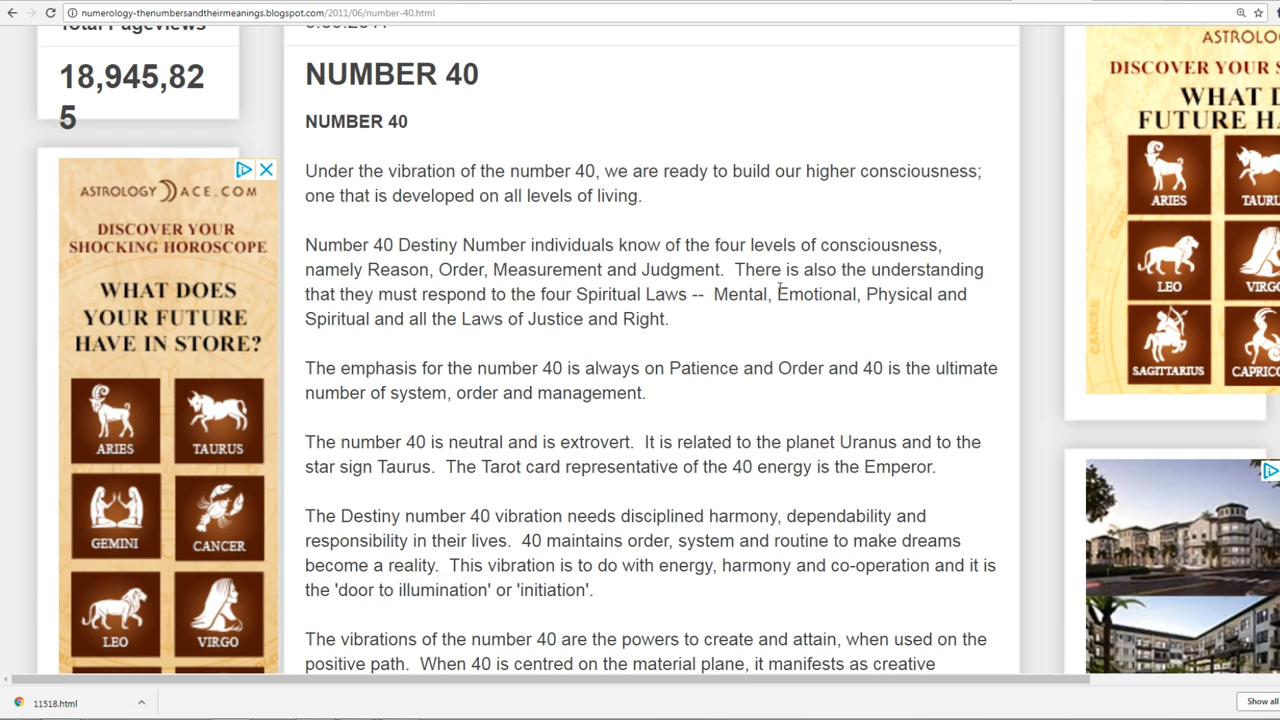 numerology-thenumbersandtheirmeanings.blogspot.com/2011/06/number-40.html
Total Pageviews
18,945,82
5
ASTROLOGY ACE.COM
DISCOVER YOUR
SHOCKING HOROSCOPE
WHAT DOES
YOUR FUTURE
HAVE IN STORE?
ARIES
TAURUS
GEMINI
CANCER
LEO
VIRGO
NUMBER 40
NUMBER 40
Under the vibration of the number 40, we are ready to build our higher consciousness;
one that is developed on all levels of living.
Number 40 Destiny Number individuals know of the four levels of consciousness,
namely Reason, Order, Measurement and Judgment.  There is also the understanding
that they must respond to the four Spiritual Laws --  Mental, Emotional, Physical and
Spiritual and all the Laws of Justice and Right.
The emphasis for the number 40 is always on Patience and Order and 40 is the ultimate
number of system, order and management.
The number 40 is neutral and is extrovert.  It is related to the planet Uranus and to the
star sign Taurus.  The Tarot card representative of the 40 energy is the Emperor.
The Destiny number 40 vibration needs disciplined harmony, dependability and
responsibility in their lives.  40 maintains order, system and routine to make dreams
become a reality.  This vibration is to do with energy, harmony and co-operation and it is
the 'door to illumination' or 'initiation'.
The vibrations of the number 40 are the powers to create and attain, when used on the
positive path.  When 40 is centred on the material plane, it manifests as creative
ASTROLO
DISCOVER YOUR S
WHAT D
FUTURE HA
ARIES
TAURU
LEO
VIRG
SAGITTARIUS
CAPRIC
CANCER
11518.html
Show all